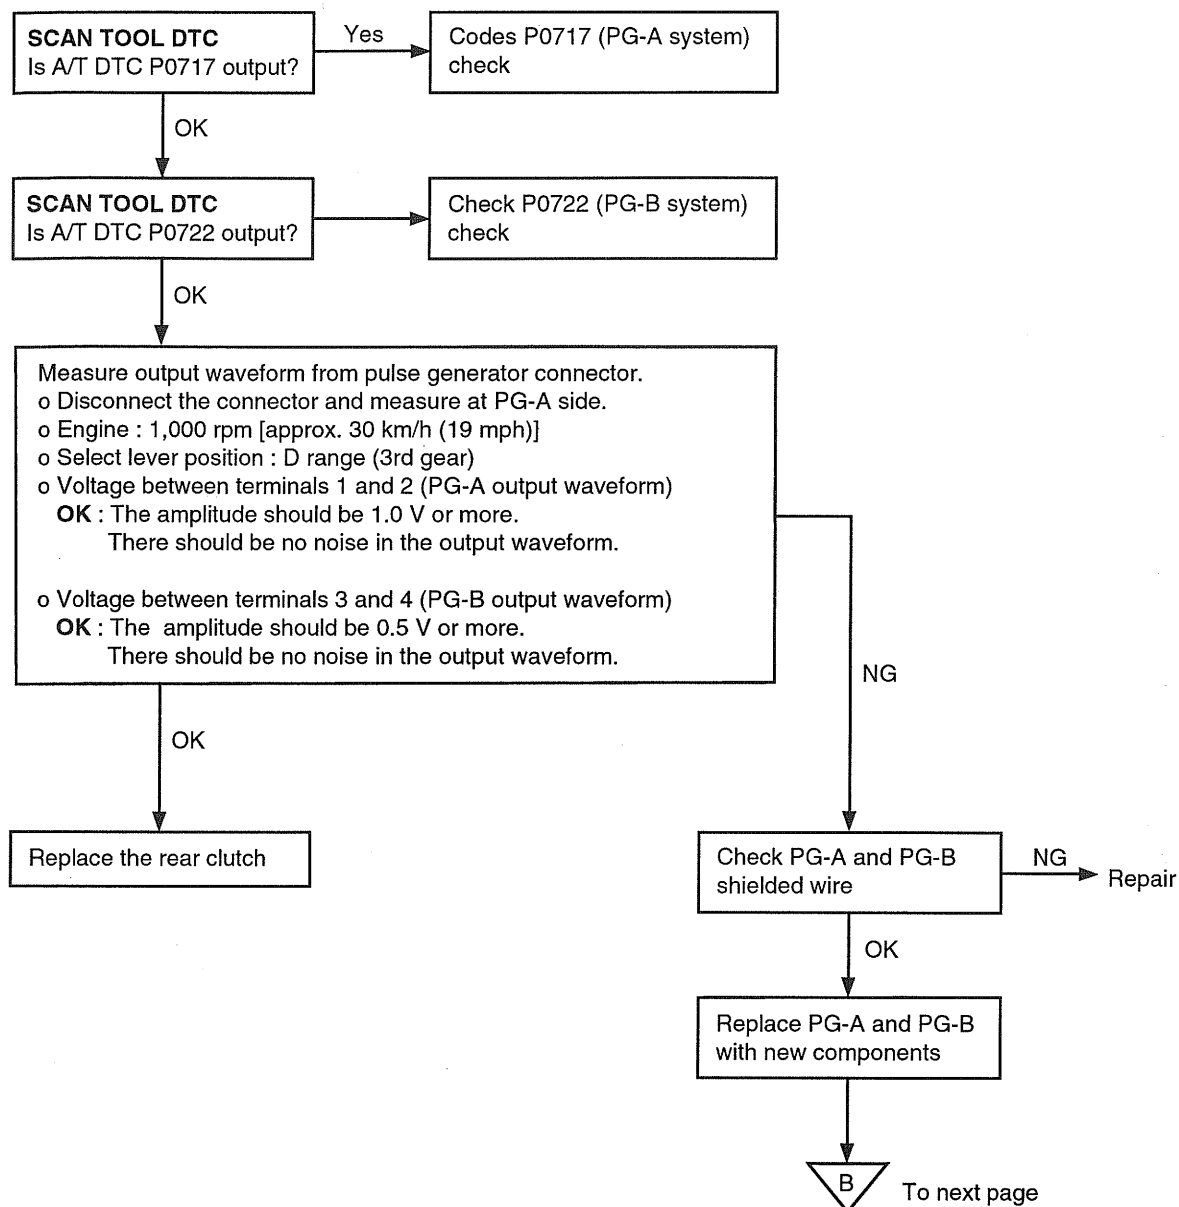 SCAN TOOL DTC
Is A/T DTC P0717 output?
Yes
Codes P0717 (PG-A system)
check
OK
SCAN TOOL DTC
Is A/T DTC P0722 output?
Check P0722 (PG-B system)
check
OK
Measure output waveform from pulse generator connector.
o Disconnect the connector and measure at PG-A side.
o Engine : 1,000 rpm [approx. 30 km/h (19 mph)]
o Select lever position : D range (3rd gear)
o Voltage between terminals 1 and 2 (PG-A output waveform)
OK : The amplitude should be 1.0 V or more.
There should be no noise in the output waveform.
o Voltage between terminals 3 and 4 (PG-B output waveform)
OK : The amplitude should be 0.5 V or more.
There should be no noise in the output waveform.
NG
OK
Replace the rear clutch
Check PG-A and PG-B
shielded wire
NG
Repair
OK
Replace PG-A and PG-B
with new components
B
To next page